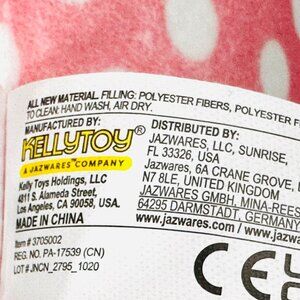 ALL NEW MATERIAL. FILLING: POLYESTER FIBERS, POLYESTER
TO CLEAN: HAND WASH, AIR DRY.
MANUFACTURED BY:
KELLYTOY®
A JAZWARES COMPANY
Kelly Toys Holdings, LLC
4811 S. Alameda Street,
Los Angeles, CA 90058, USA.
MADE IN CHINA
DISTRIBUTED BY:
JAZWARES, LLC, SUNRISE,
FL 33326, USA
Jazwares, 6A CRANE GROVE,
N7 8LE, UNITED KINGDOM
JAZWARES GMBH, MINA-REES
64295 DARMSTADT, GERMANY
www.jazwares.com www.jazw
Item # 3705002
REG. NO. PA-17539 (CN)
LOT # JNCN_2795_1020
CE